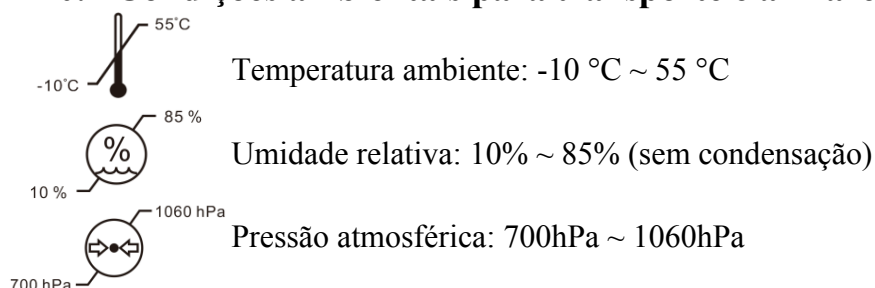 55°C
-10°C
Temperatura ambiente: -10 °C ~ 55 °C
85 %
%
10 %
Umidade relativa: 10% ~ 85% (sem condensação)
1060 hPa
700 hPa
Pressão atmosférica: 700hPa ~ 1060hPa